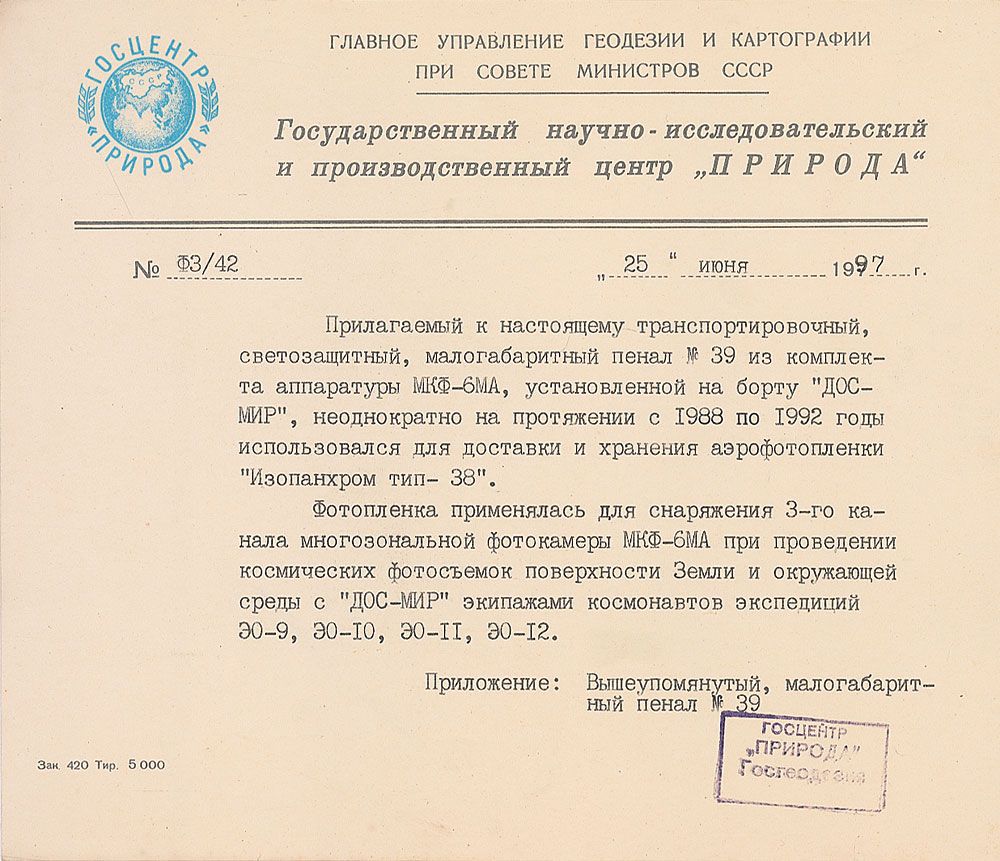 ГОСЦЕНТР
СССР
„ПРИРОДА"
ГЛАВНОЕ УПРАВЛЕНИЕ ГЕОДЕЗИИ И КАРТОГРАФИИ
ПРИ СОВЕТЕ МИНИСТРОВ СССР
Государственный научно-исследовательский
и производственный центр „ПРИРОДА“
№ ФЗ/42 „ 25 “ июня 1997 г.
Прилагаемый к настоящему транспортировочный,
светозащитный, малогабаритный пенал № 39 из комплек-
та аппаратуры МКФ-6МА, установленной на борту "ДОС-
МИР", неоднократно на протяжении с 1988 по 1992 годы
использовался для доставки и хранения аэрофотопленки
"Изопанхром тип- 38".
Фотопленка применялась для снаряжения 3-го ка-
нала многозональной фотокамеры МКФ-6МА при проведении
космических фотосъемок поверхности Земли и окружающей
среды с "ДОС-МИР" экипажами космонавтов экспедиций
ЭО-9, ЭО-10, ЭО-11, ЭО-12.
Приложение: Вышеупомянутый, малогабарит-
ный пенал № 39
ГОСЦЕНТР
„ПРИРОДА"
Госгеодезия
Зак. 420 Тир. 5 000